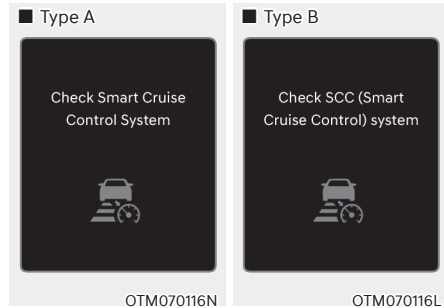 ■ Type A
Check Smart Cruise
Control System
OTM070116N
■ Type B
Check SCC (Smart
Cruise Control) system
OTM070116L